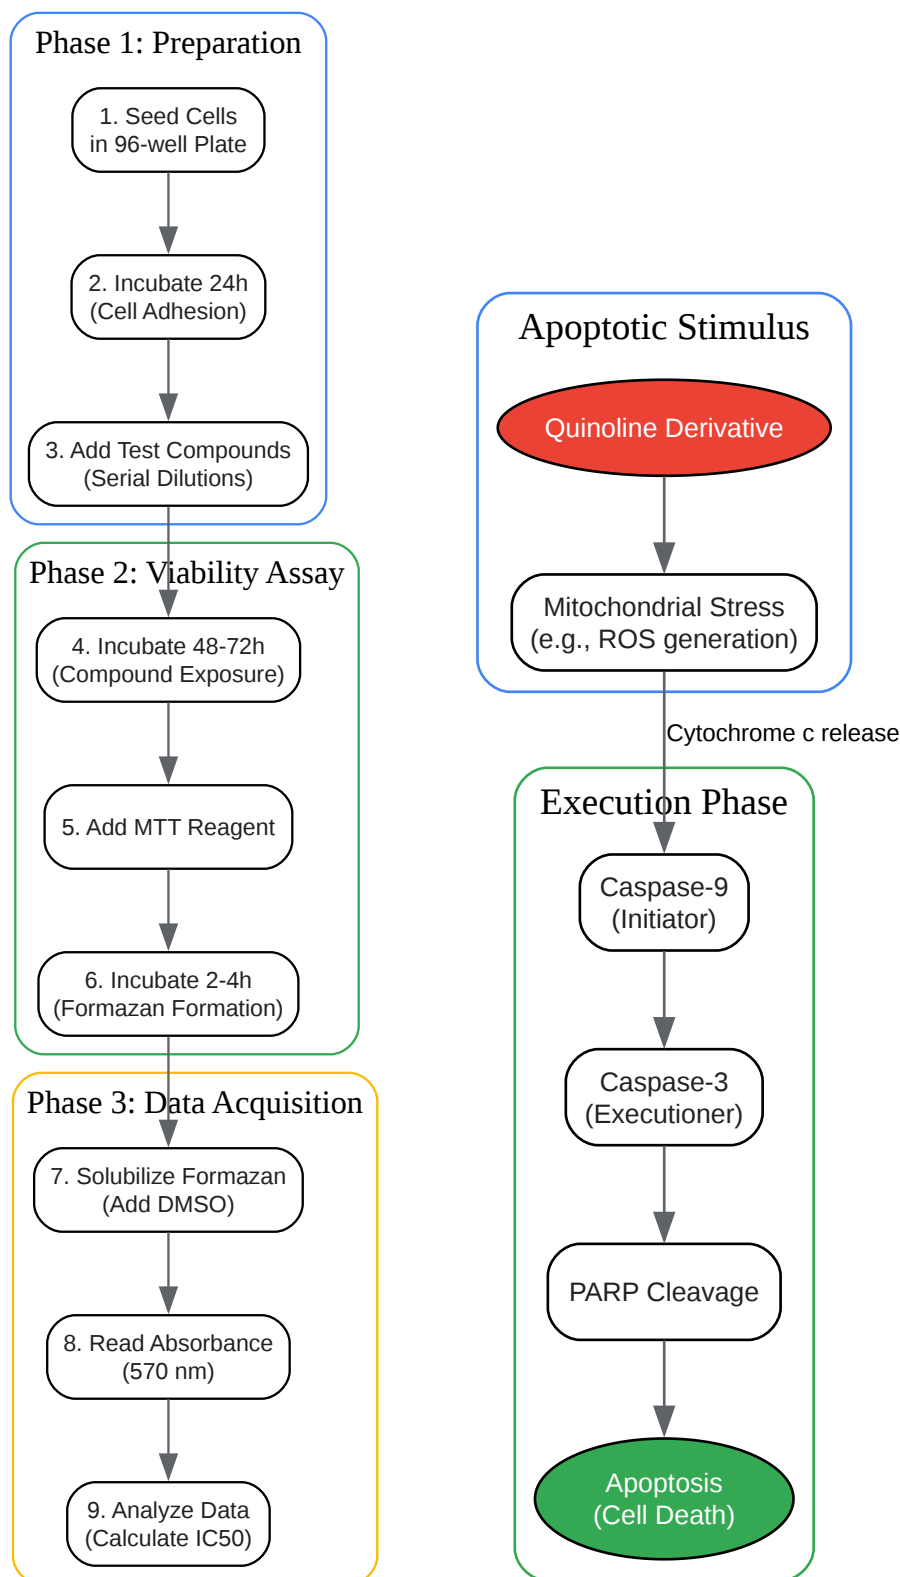 Phase 1: Preparation
1. Seed Cells
in 96-well Plate
2. Incubate 24h
(Cell Adhesion)
3. Add Test Compounds
(Serial Dilutions)
Phase 2: Viability Assay
4. Incubate 48-72h
(Compound Exposure)
5. Add MTT Reagent
6. Incubate 2-4h
(Formazan Formation)
Phase 3: Data Acquisition
7. Solubilize Formazan
(Add DMSO)
8. Read Absorbance
(570 nm)
9. Analyze Data
(Calculate IC50)
Apoptotic Stimulus
Quinoline Derivative
Mitochondrial Stress
(e.g., ROS generation)
Cytochrome c release
Execution Phase
Caspase-9
(Initiator)
Caspase-3
(Executioner)
PARP Cleavage
Apoptosis
(Cell Death)